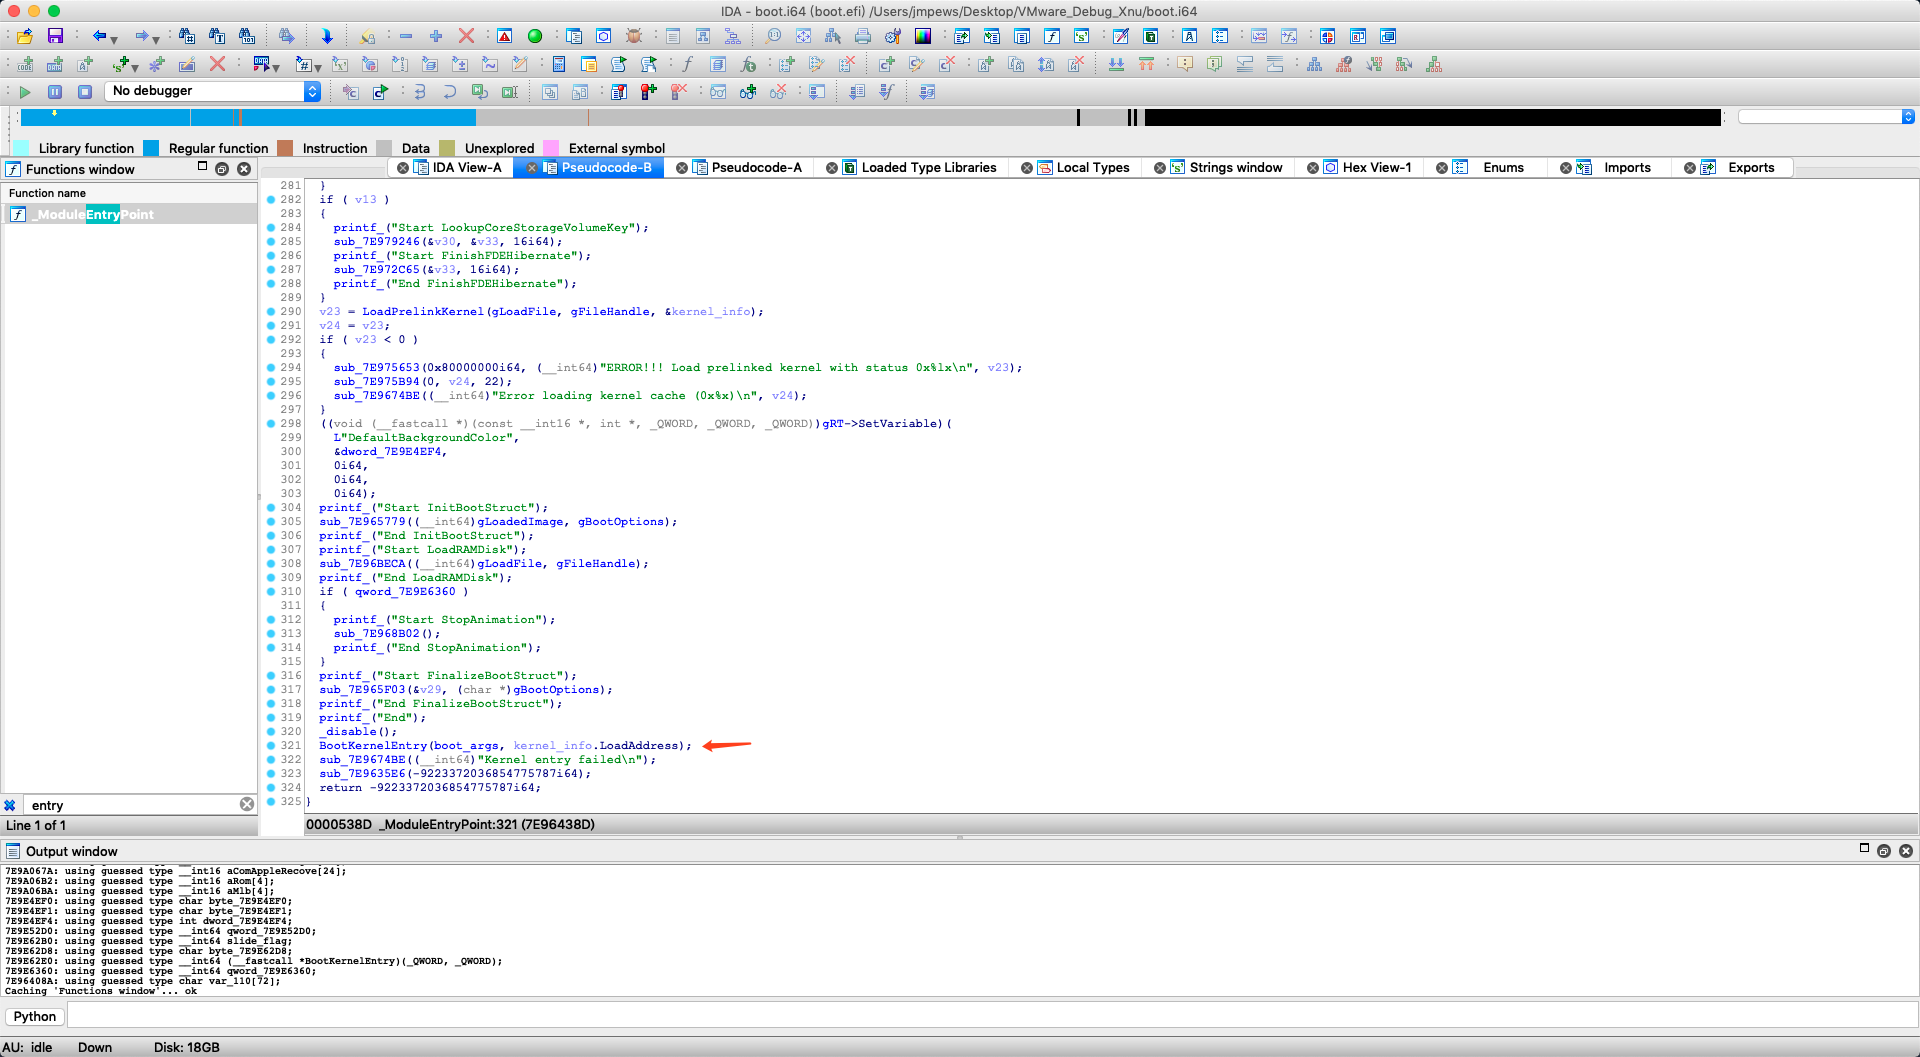 IDA - boot.i64 (boot.efi) /Users/jmpews/Desktop/VMware_Debug_Xnu/boot.i64
No debugger
Library function
Regular function
Instruction
Data
Unexplored
External symbol
Functions window
IDA View-A
Pseudocode-B
Pseudocode-A
Loaded Type Libraries
Local Types
Strings window
Hex View-1
Enums
Imports
Exports
Function name
_ModuleEntryPoint
281 }
282 if ( v13 )
283 {
284 printf_("Start LookupCoreStorageVolumeKey");
285 sub_7E979246(&v30, &v33, 16i64);
286 printf_("Start FinishFDEHibernate");
287 sub_7E972C65(&v33, 16i64);
288 printf_("End FinishFDEHibernate");
289 }
290 v23 = LoadPrelinkKernel(gLoadFile, gFileHandle, &kernel_info);
291 v24 = v23;
292 if ( v23 < 0 )
293 {
294 sub_7E975653(0x80000000i64, (__int64)"ERROR!!! Load prelinked kernel with status 0x%lx\n", v23);
295 sub_7E975B94(0, v24, 22);
296 sub_7E9674BE((__int64)"Error loading kernel cache (0x%x)\n", v24);
297 }
298 ((void (__fastcall *)(const __int16 *, int *, _QWORD, _QWORD, _QWORD))gRT->SetVariable)(
299 L"DefaultBackgroundColor",
300 &dword_7E9E4EF4,
301 0i64,
302 0i64,
303 0i64);
304 printf_("Start InitBootStruct");
305 sub_7E965779((__int64)gLoadedImage, gBootOptions);
306 printf_("End InitBootStruct");
307 printf_("Start LoadRAMDisk");
308 sub_7E96BECA((__int64)gLoadFile, gFileHandle);
309 printf_("End LoadRAMDisk");
310 if ( qword_7E9E6360 )
311 {
312 printf_("Start StopAnimation");
313 sub_7E968B02();
314 printf_("End StopAnimation");
315 }
316 printf_("Start FinalizeBootStruct");
317 sub_7E965F03(&v29, (char *)gBootOptions);
318 printf_("End FinalizeBootStruct");
319 printf_("End");
320 _disable();
321 BootKernelEntry(boot_args, kernel_info.LoadAddress);
322 sub_7E9674BE((__int64)"Kernel entry failed\n");
323 sub_7E9635E6(-9223372036854775787i64);
324 return -9223372036854775787i64;
325 }
entry
Line 1 of 1
0000538D _ModuleEntryPoint:321 (7E96438D)
Output window
7E9A067A: using guessed type __int16 aComAppleRecove[24];
7E9A06B2: using guessed type __int16 aRom[4];
7E9A06BA: using guessed type __int16 aMlb[4];
7E9E4EF0: using guessed type char byte_7E9E4EF0;
7E9E4EF1: using guessed type char byte_7E9E4EF1;
7E9E4EF4: using guessed type int dword_7E9E4EF4;
7E9E52D0: using guessed type __int64 qword_7E9E52D0;
7E9E62B0: using guessed type __int64 slide_flag;
7E9E62D8: using guessed type char byte_7E9E62D8;
7E9E62E0: using guessed type __int64 (__fastcall *BootKernelEntry)(_QWORD, _QWORD);
7E9E6360: using guessed type __int64 qword_7E9E6360;
7E96408A: using guessed type char var_110[72];
Caching 'Functions window'... ok
Python
AU: idle Down Disk: 18GB